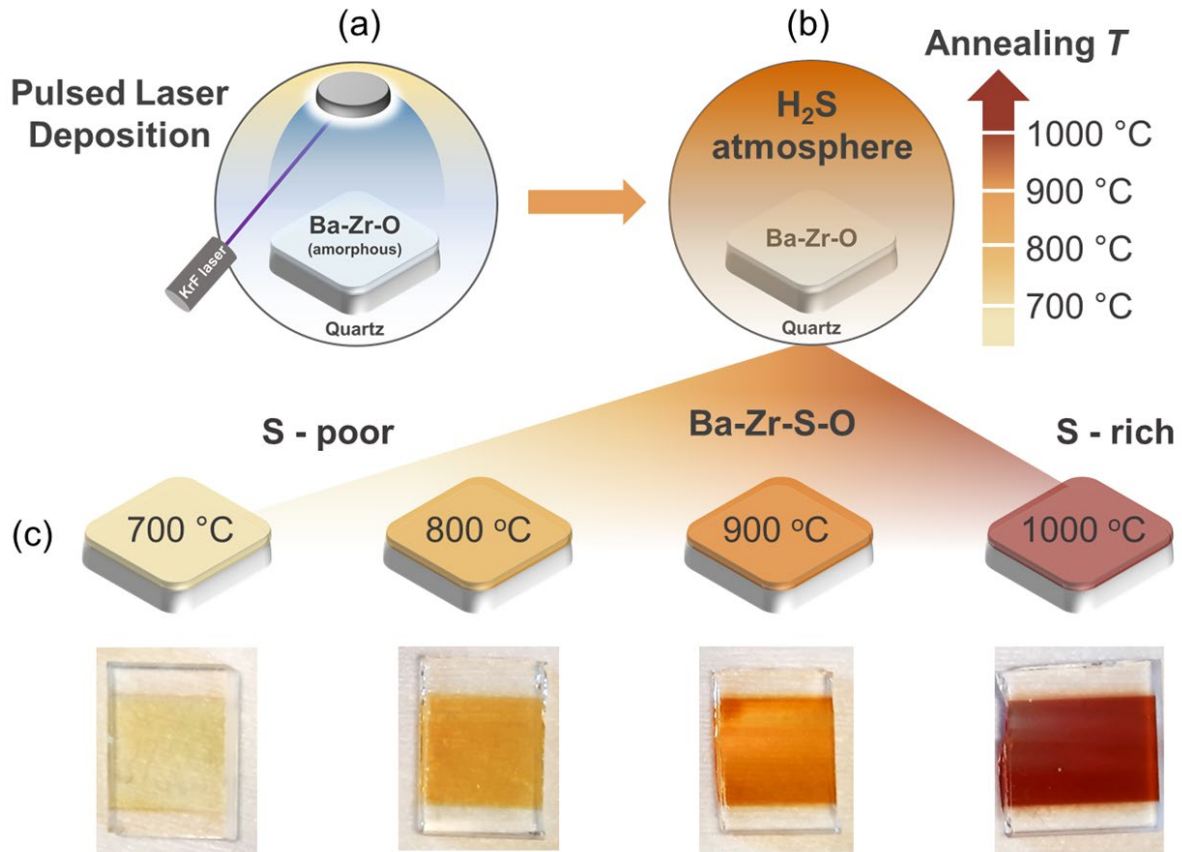 (a)
(b)
Pulsed Laser
Deposition
KrF laser
Ba-Zr-O
(amorphous)
Quartz
H₂S
atmosphere
Ba-Zr-O
Quartz
Annealing T
1000 °C
900 °C
800 °C
700 °C
S - poor
Ba-Zr-S-O
S - rich
(c)
700 °C
800 °C
900 °C
1000 °C